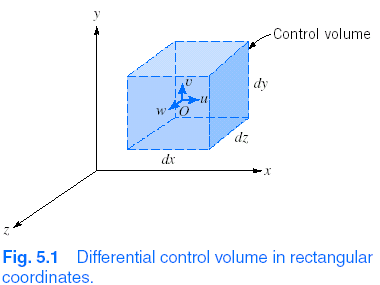 y
Control volume
v
dy
u
w
O
dz
dx
x
z
Fig. 5.1 Differential control volume in rectangular
coordinates.